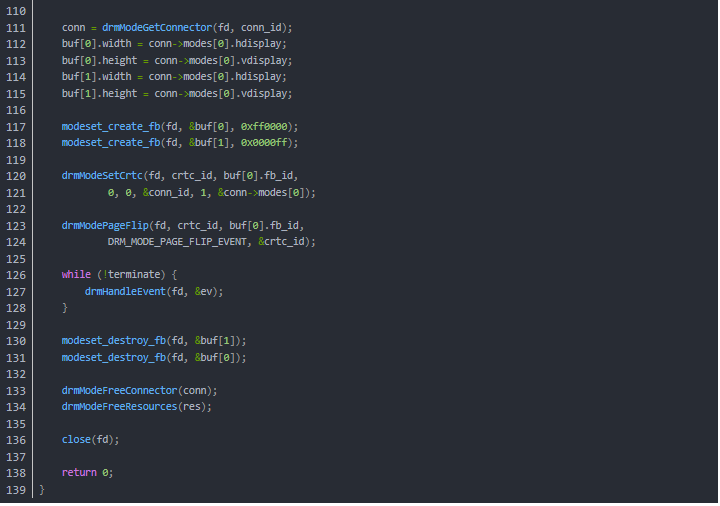 110
111 conn = drmModeGetConnector(fd, conn_id);
112 buf[0].width = conn->modes[0].hdisplay;
113 buf[0].height = conn->modes[0].vdisplay;
114 buf[1].width = conn->modes[0].hdisplay;
115 buf[1].height = conn->modes[0].vdisplay;
116
117 modeset_create_fb(fd, &buf[0], 0xff0000);
118 modeset_create_fb(fd, &buf[1], 0x0000ff);
119
120 drmModeSetCrtc(fd, crtc_id, buf[0].fb_id,
121 0, 0, &conn_id, 1, &conn->modes[0]);
122
123 drmModePageFlip(fd, crtc_id, buf[0].fb_id,
124 DRM_MODE_PAGE_FLIP_EVENT, &crtc_id);
125
126 while (!terminate) {
127 drmHandleEvent(fd, &ev);
128 }
129
130 modeset_destroy_fb(fd, &buf[1]);
131 modeset_destroy_fb(fd, &buf[0]);
132
133 drmModeFreeConnector(conn);
134 drmModeFreeResources(res);
135
136 close(fd);
137
138 return 0;
139 }